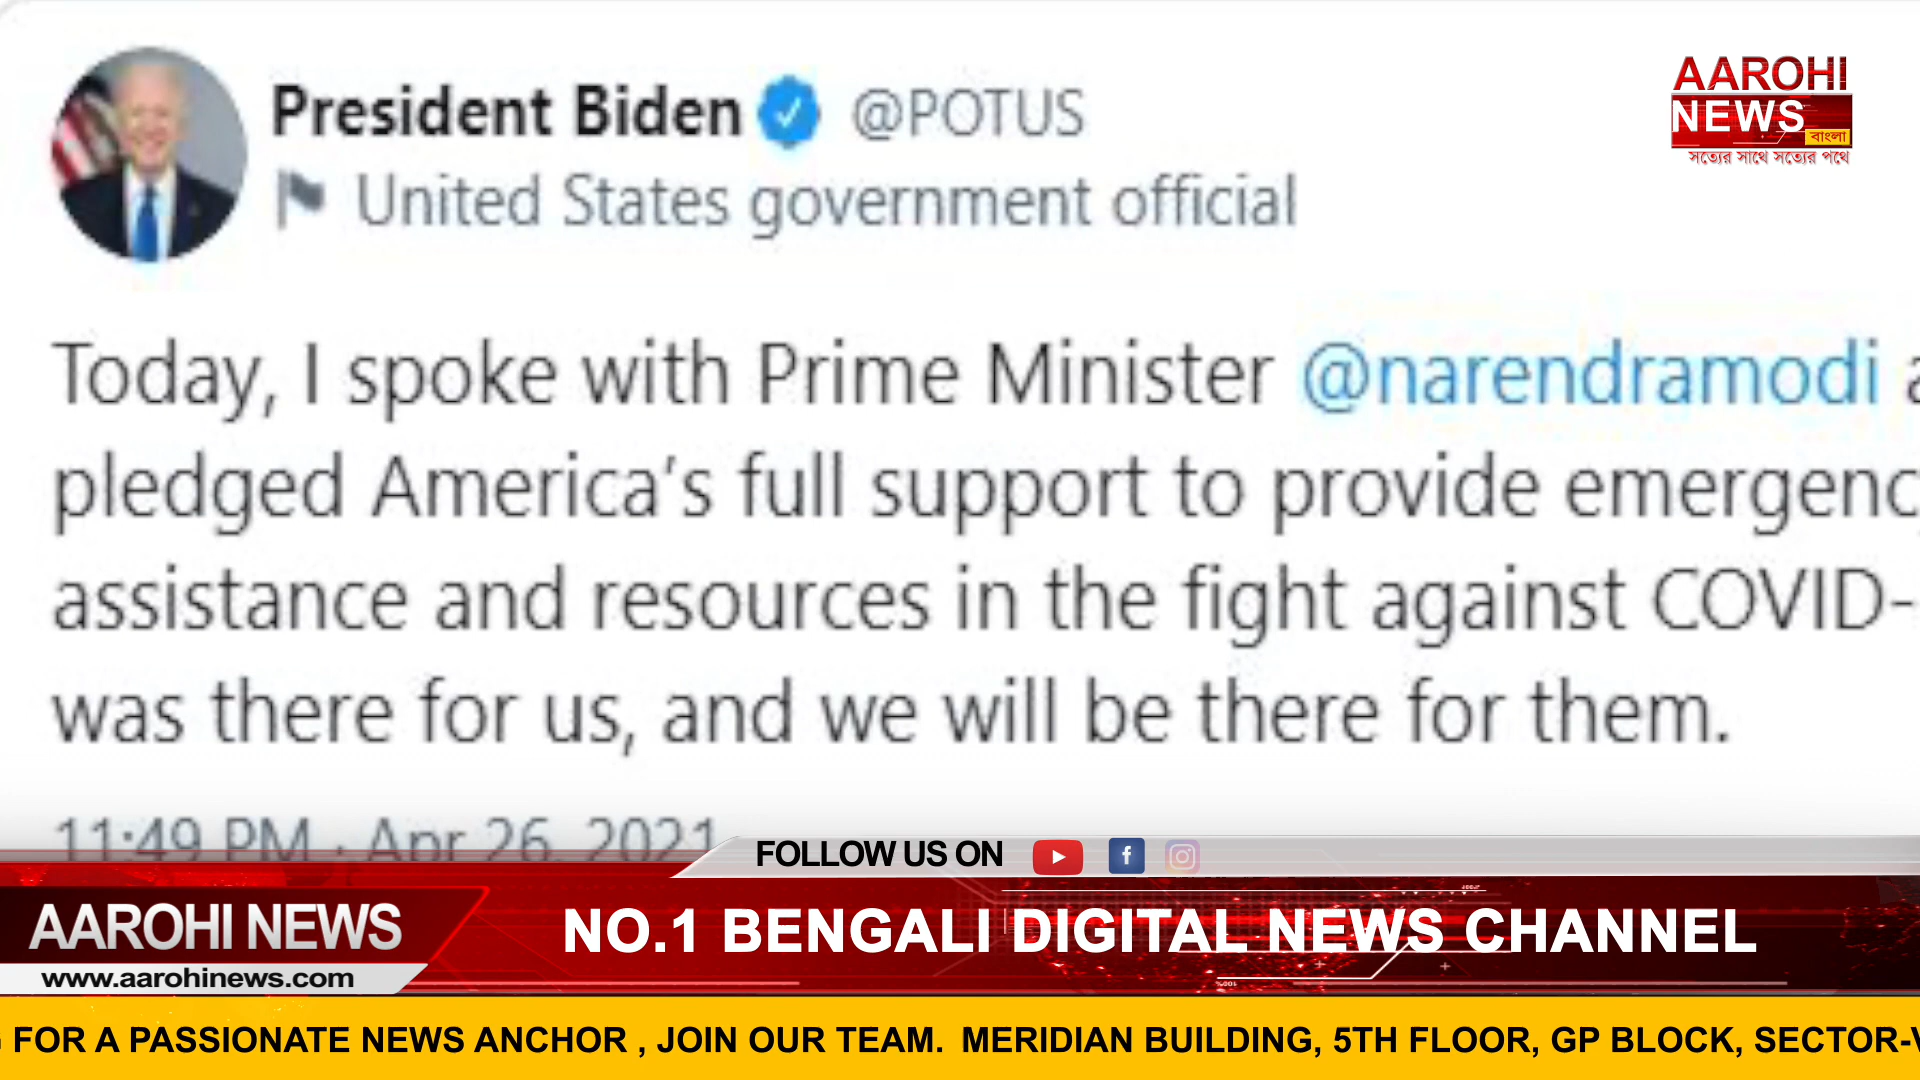 President Biden @POTUS
United States government official
AAROHI
NEWS
বাংলা
সত্যের সাথে সত্যের পথে
Today, I spoke with Prime Minister @narendramodi
pledged America's full support to provide emergenc
assistance and resources in the fight against COVID-
was there for us, and we will be there for them.
11:49 PM · Apr 26, 2021
FOLLOW US ON
AAROHI NEWS
NO.1 BENGALI DIGITAL NEWS CHANNEL
www.aarohinews.com
FOR A PASSIONATE NEWS ANCHOR , JOIN OUR TEAM. MERIDIAN BUILDING, 5TH FLOOR, GP BLOCK, SECTOR-V